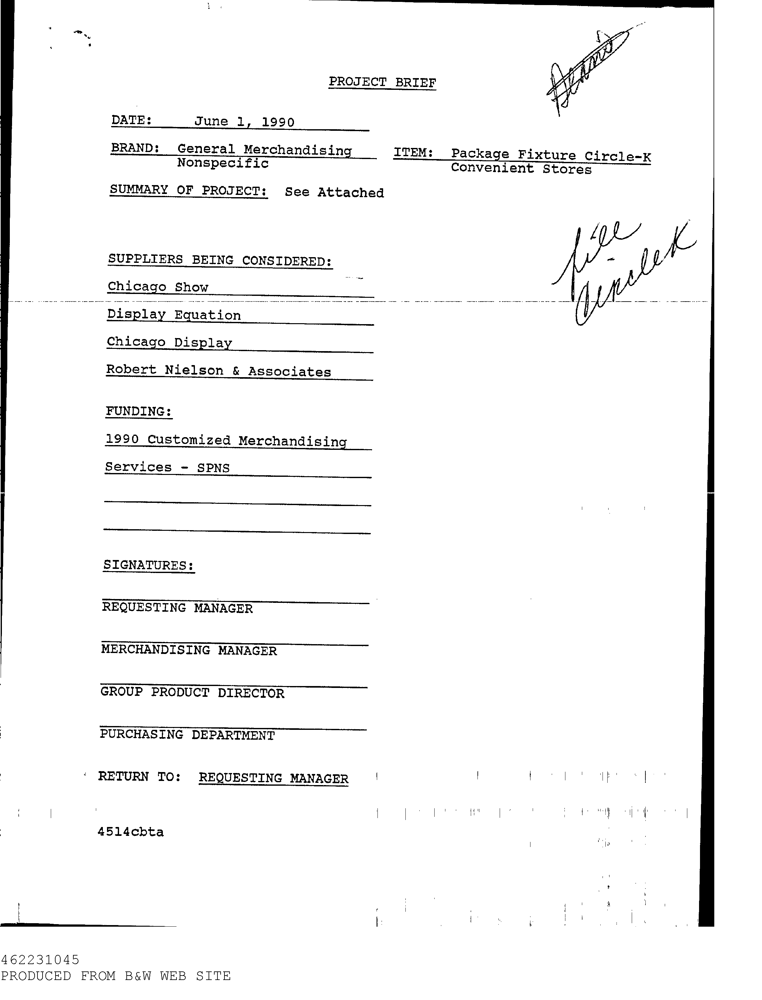 PROJECT BRIEF
DATE: June 1, 1990
BRAND: General Merchandising ITEM: Package Fixture Circle-K
Nonspecific Convenient Stores
SUMMARY OF PROJECT: See Attached
file
SUPPLIERS BEING CONSIDERED:
Chicago Show
Display Equation
Chicago Display
Robert Nielson & Associates
FUNDING:
1990 Customized Merchandising
Services - SPNS
SIGNATURES:
REQUESTING MANAGER
MERCHANDISING MANAGER
GROUP PRODUCT DIRECTOR
PURCHASING DEPARTMENT
RETURN TO: REQUESTING MANAGER
4514cbta
462231045
PRODUCED FROM B&W WEB SITE